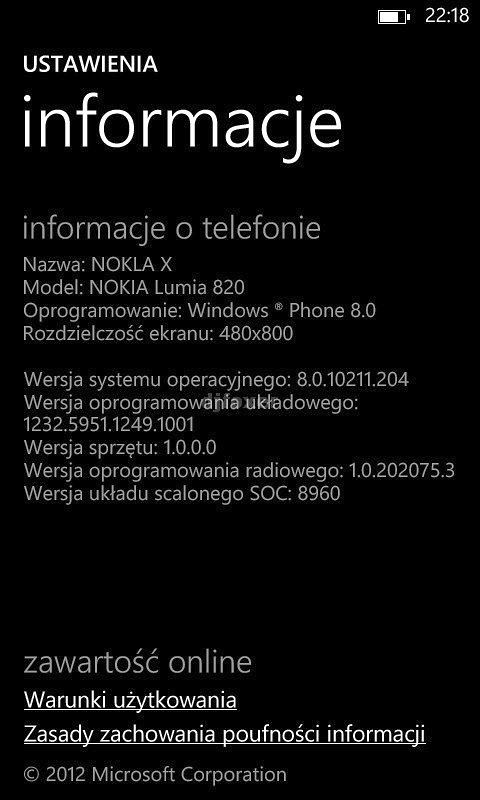 22:18
USTAWIENIA
informacje
informacje o telefonie
Nazwa: NOKLA X
Model: NOKIA Lumia 820
Oprogramowanie: Windows ® Phone 8.0
Rozdzielczość ekranu: 480x800
Wersja systemu operacyjnego: 8.0.10211.204
Wersja oprogramowania układowego:
1232.5951.1249.1001
Wersja sprzętu: 1.0.0.0
Wersja oprogramowania radiowego: 1.0.202075.3
Wersja układu scalonego SOC: 8960
zawartość online
Warunki użytkowania
Zasady zachowania poufności informacji
© 2012 Microsoft Corporation